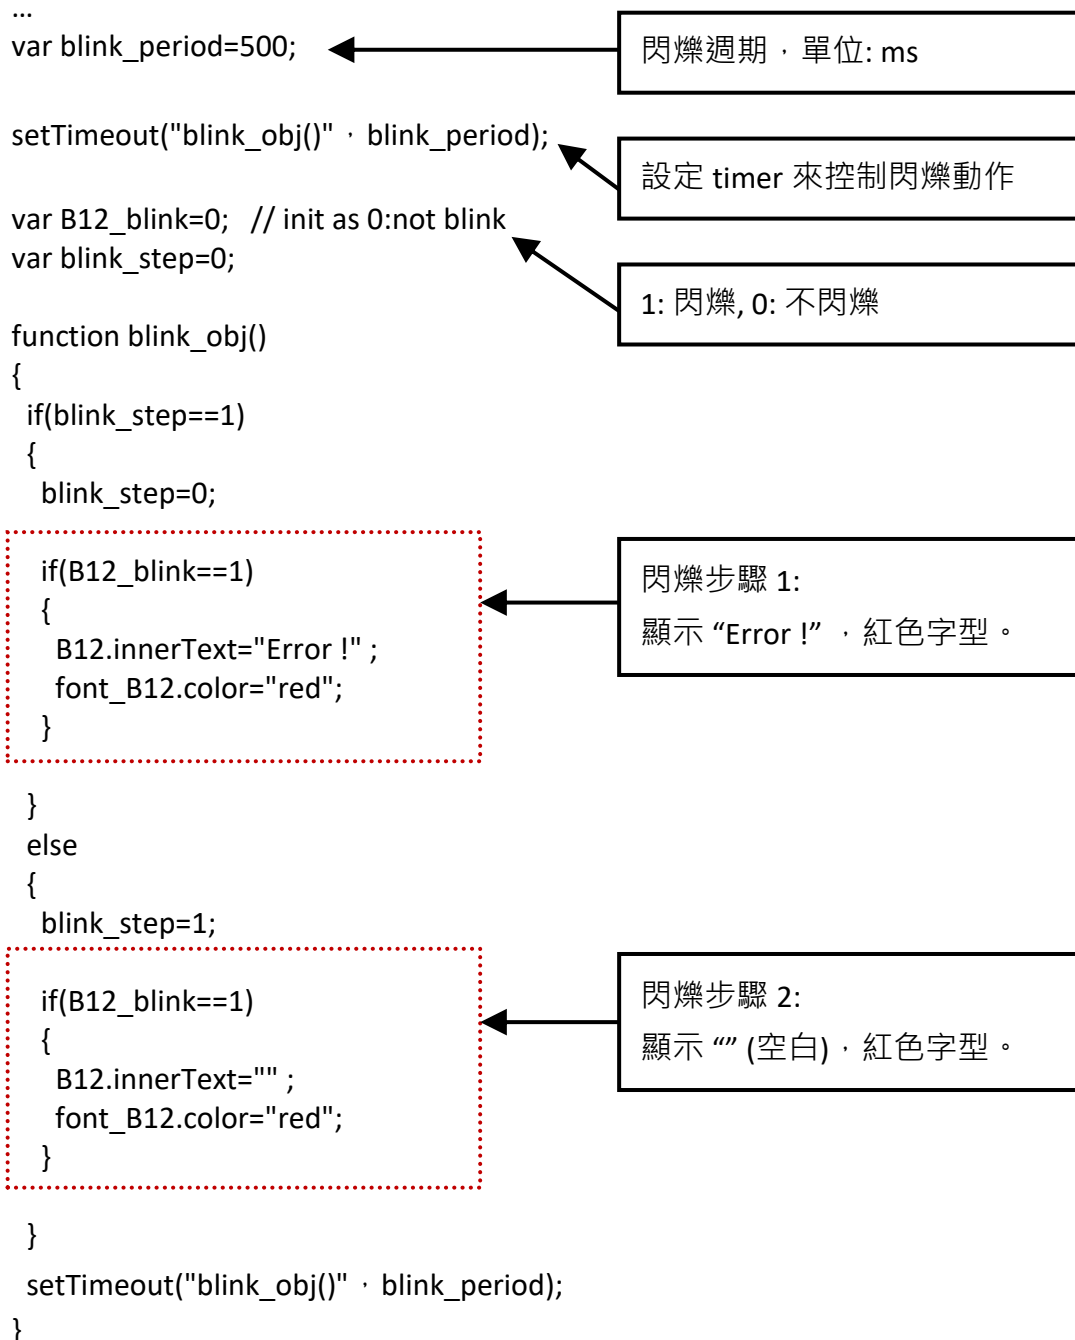 ...
var blink_period=500;
閃爍週期，單位: ms
setTimeout("blink_obj()"，blink_period);
設定 timer 來控制閃爍動作
var B12_blink=0;   // init as 0:not blink
var blink_step=0;
1: 閃爍, 0: 不閃爍
function blink_obj()
{
if(blink_step==1)
{
blink_step=0;
if(B12_blink==1)
{
B12.innerText="Error !" ;
font_B12.color="red";
}
閃爍步驟 1:
顯示 “Error !” ，紅色字型。
}
else
{
blink_step=1;
if(B12_blink==1)
{
B12.innerText="" ;
font_B12.color="red";
}
閃爍步驟 2:
顯示 “” (空白)，紅色字型。
}
setTimeout("blink_obj()"，blink_period);
}